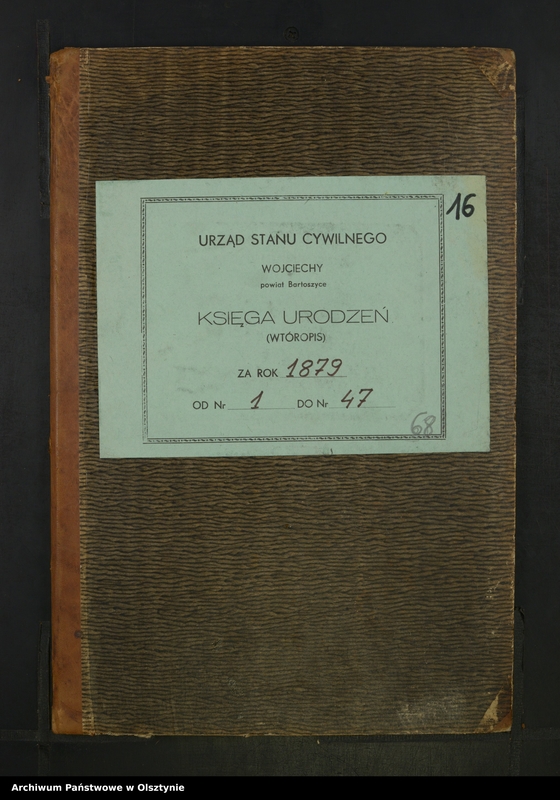 16
URZĄD STANU CYWILNEGO
WOJCIECHY
powiat Bartoszyce
KSIĘGA URODZEŃ
(WTÓROPIS)
ZA ROK 1879
OD Nr 1 DO Nr 47
68
Archiwum Państwowe w Olsztynie